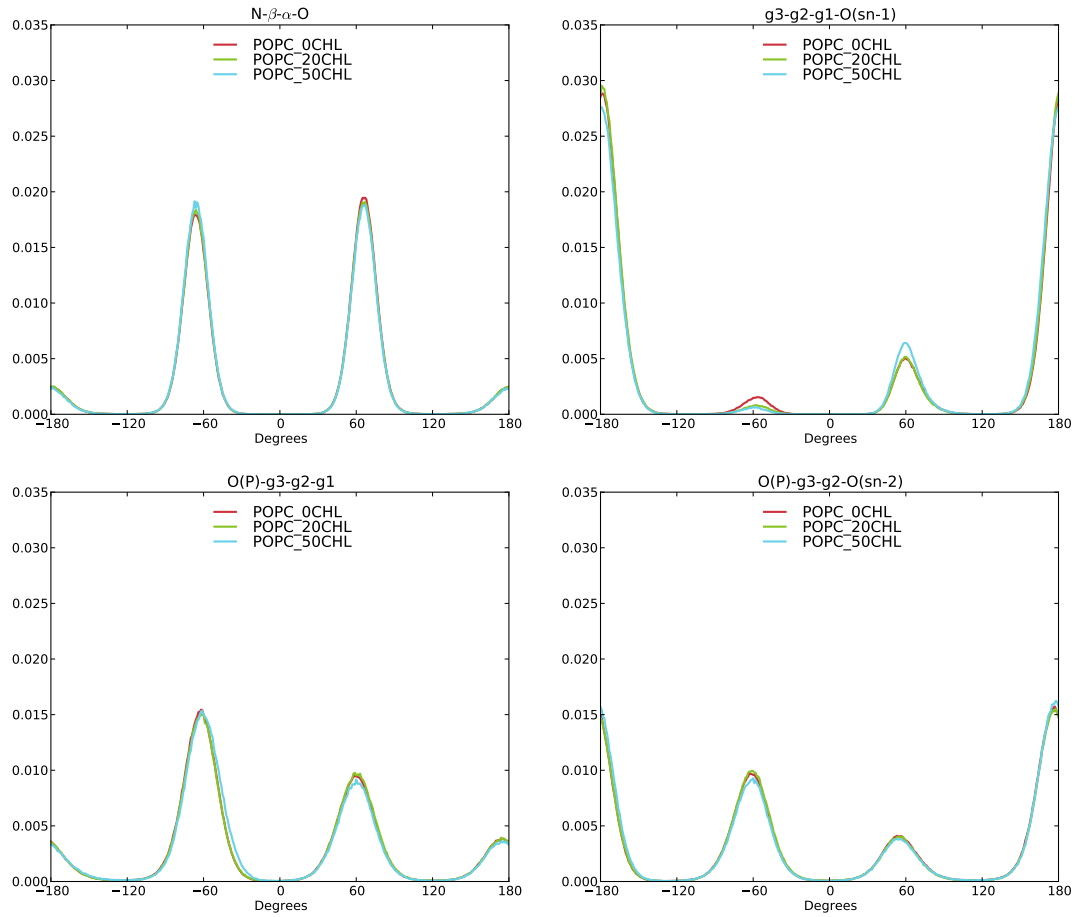 N-β-α-O
POPC_0CHL
POPC_20CHL
POPC_50CHL
0.035
0.030
0.025
0.020
0.015
0.010
0.005
0.000
−180 −120 −60 0 60 120 180
Degrees
g3-g2-g1-O(sn-1)
POPC_0CHL
POPC_20CHL
POPC_50CHL
0.035
0.030
0.025
0.020
0.015
0.010
0.005
0.000
−180 −120 −60 0 60 120 180
Degrees
O(P)-g3-g2-g1
POPC_0CHL
POPC_20CHL
POPC_50CHL
0.035
0.030
0.025
0.020
0.015
0.010
0.005
0.000
−180 −120 −60 0 60 120 180
Degrees
O(P)-g3-g2-O(sn-2)
POPC_0CHL
POPC_20CHL
POPC_50CHL
0.035
0.030
0.025
0.020
0.015
0.010
0.005
0.000
−180 −120 −60 0 60 120 180
Degrees